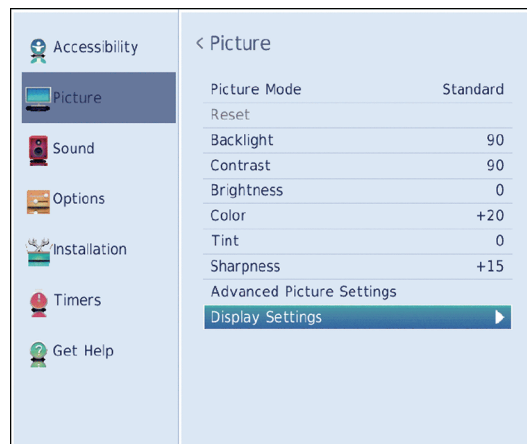 Accessibility
Picture
Sound
Options
Installation
Timers
Get Help
< Picture
Picture Mode Standard
Reset
Backlight 90
Contrast 90
Brightness 0
Color +20
Tint 0
Sharpness +15
Advanced Picture Settings
Display Settings